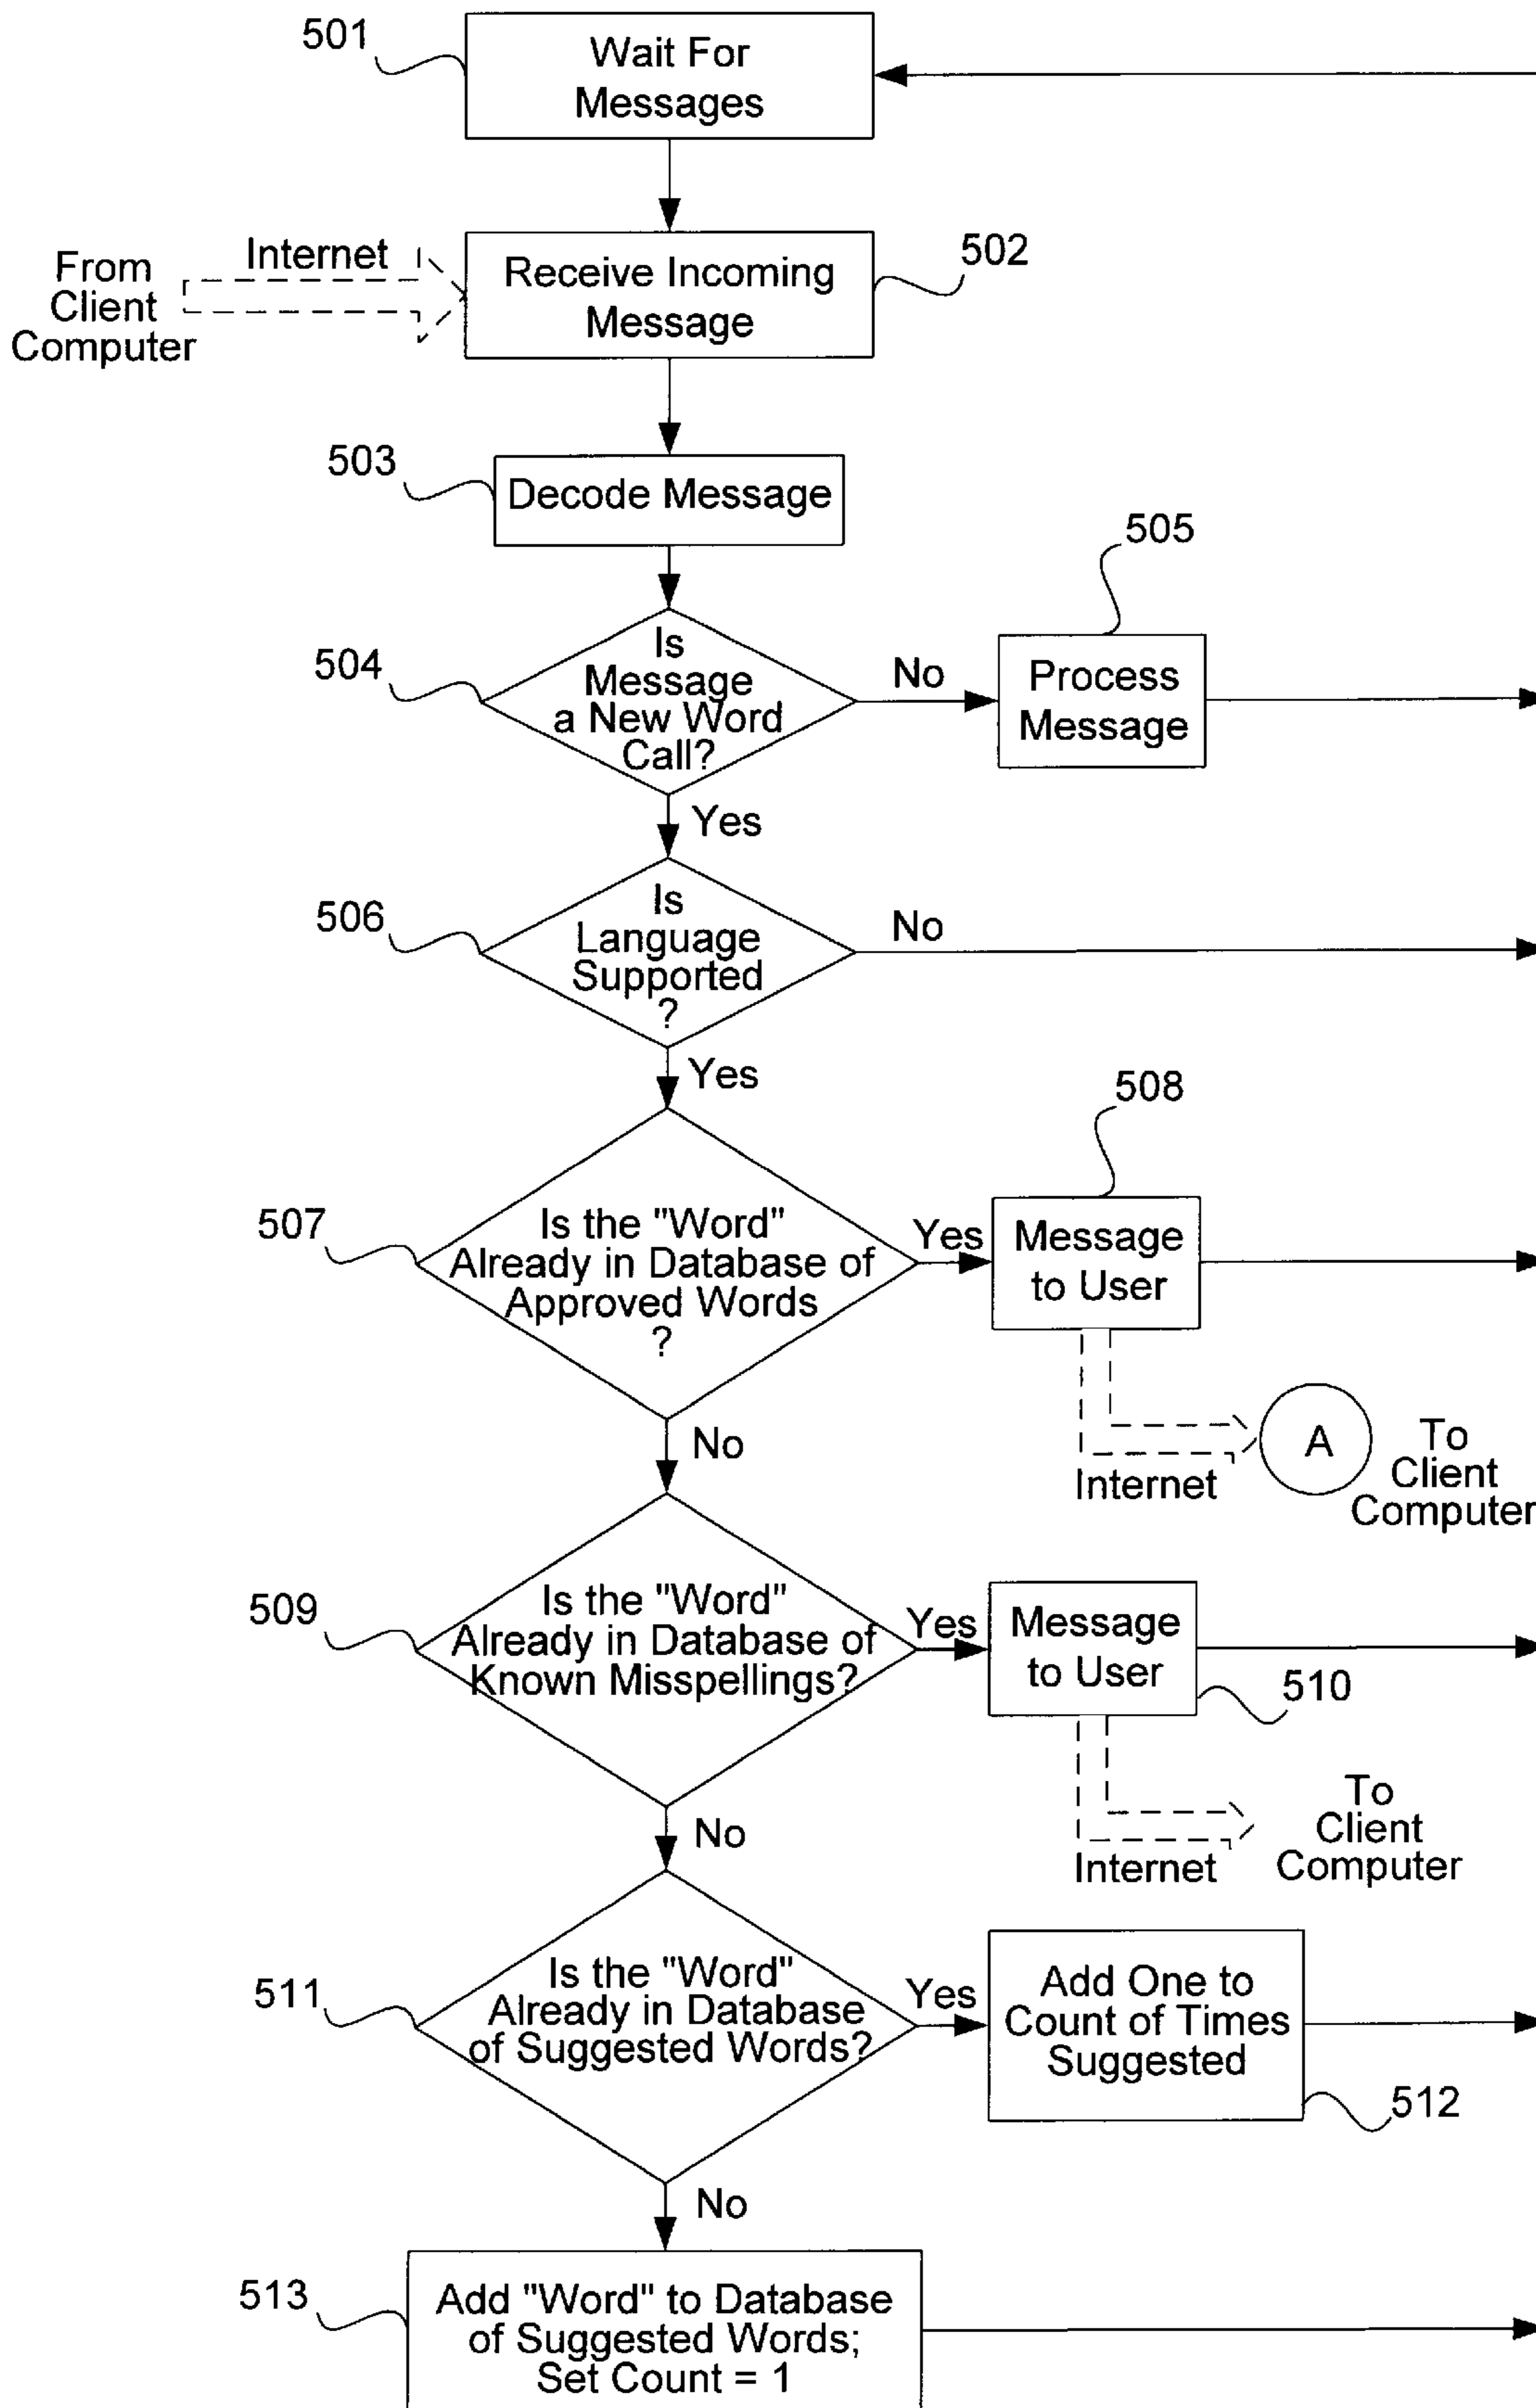 501
Wait For
Messages
From
Client
Computer
Internet
Receive Incoming
Message
502
503
Decode Message
504
Is
Message
a New Word
Call?
No
505
Process
Message
Yes
506
Is
Language
Supported
?
No
Yes
507
Is the "Word"
Already in Database of
Approved Words
?
Yes
508
Message
to User
Internet
A
To
Client
Computer
No
509
Is the "Word"
Already in Database of
Known Misspellings?
Yes
Message
to User
510
Internet
To
Client
Computer
No
511
Is the "Word"
Already in Database
of Suggested Words?
Yes
Add One to
Count of Times
Suggested
512
No
513
Add "Word" to Database
of Suggested Words;
Set Count = 1